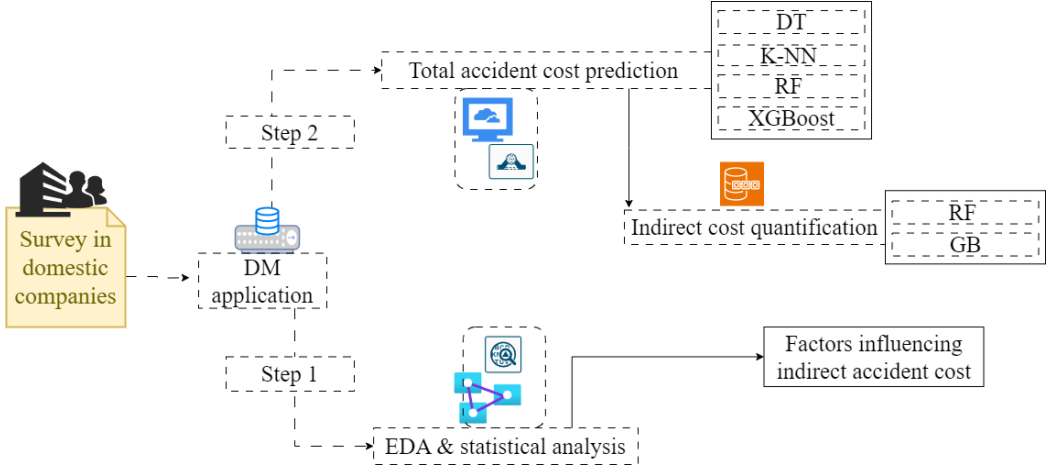 Survey in
domestic
companies
DM
application
Step 2
Total accident cost prediction
DT
K-NN
RF
XGBoost
Indirect cost quantification
RF
GB
Step 1
EDA & statistical analysis
Factors influencing
indirect accident cost